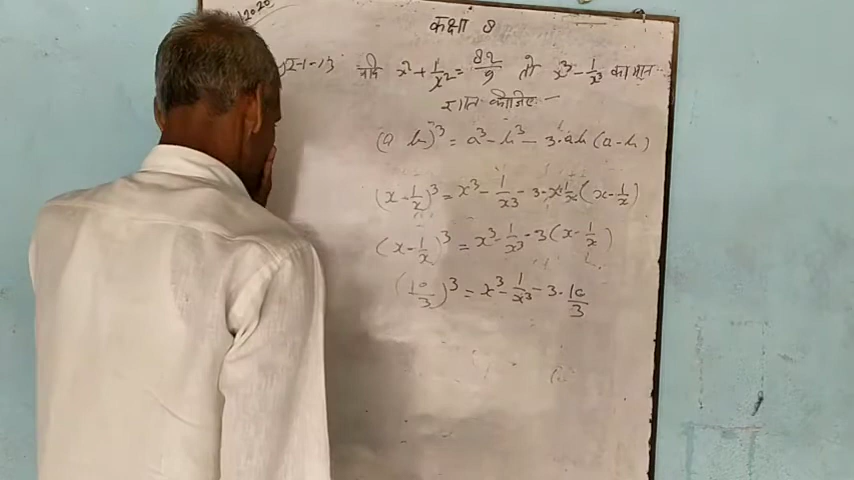 2020
कक्षा 8
यदि x² + 1/x² = 82/9 तो x³ - 1/x³ का मान
ज्ञात कीजिए -
(a b)³ = a³ - b³ - 3·ab(a-b)
(x - 1/x)³ = x³ - 1/x³ - 3·x·1/x(x - 1/x)
(x - 1/x)³ = x³ - 1/x³ - 3(x - 1/x)
(10/3)³ = x³ - 1/x³ - 3·10/3